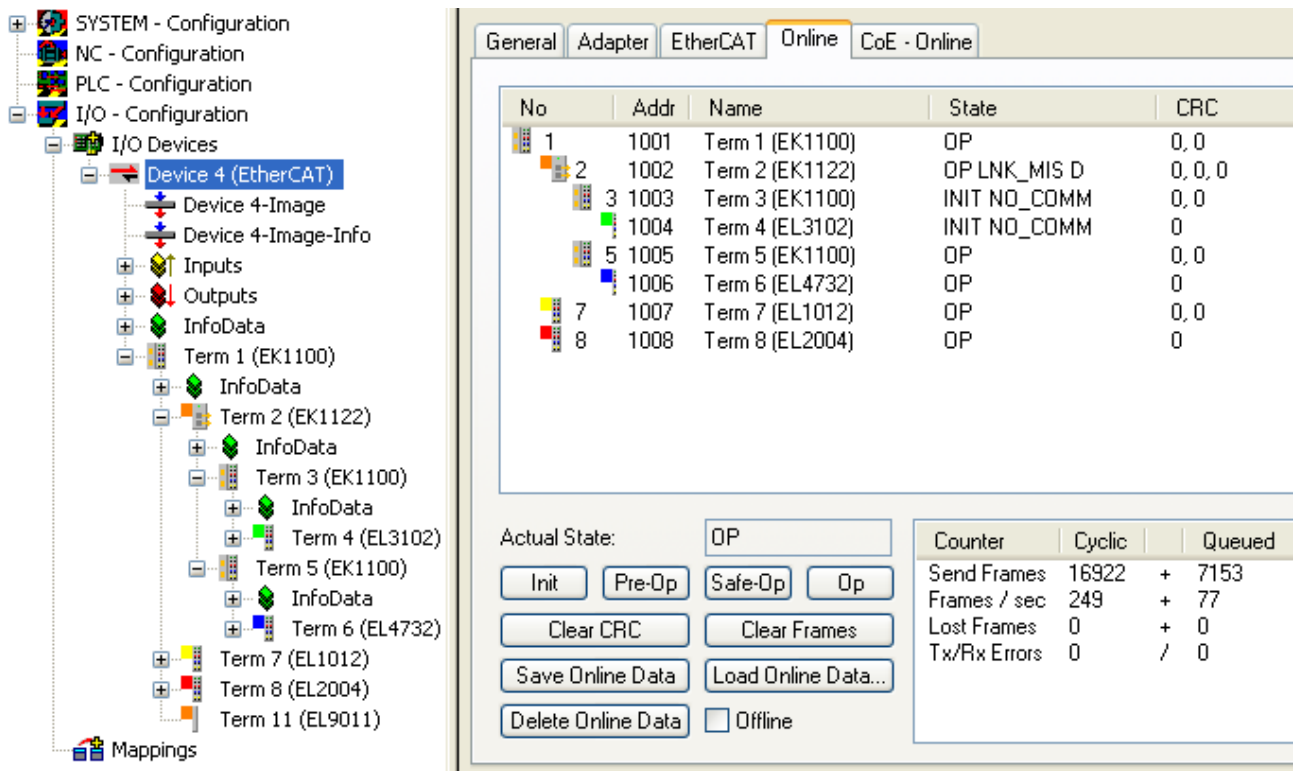 SYSTEM - Configuration
NC - Configuration
PLC - Configuration
I/O - Configuration
I/O Devices
Device 4 (EtherCAT)
Device 4-Image
Device 4-Image-Info
Inputs
Outputs
InfoData
Term 1 (EK1100)
InfoData
Term 2 (EK1122)
InfoData
Term 3 (EK1100)
InfoData
Term 4 (EL3102)
Term 5 (EK1100)
InfoData
Term 6 (EL4732)
Term 7 (EL1012)
Term 8 (EL2004)
Term 11 (EL9011)
Mappings
General Adapter EtherCAT Online CoE - Online
No Addr Name State CRC
1 1001 Term 1 (EK1100) OP 0, 0
2 1002 Term 2 (EK1122) OP LNK_MIS D 0, 0, 0
3 1003 Term 3 (EK1100) INIT NO_COMM 0, 0
1004 Term 4 (EL3102) INIT NO_COMM 0
5 1005 Term 5 (EK1100) OP 0, 0
1006 Term 6 (EL4732) OP 0
7 1007 Term 7 (EL1012) OP 0, 0
8 1008 Term 8 (EL2004) OP 0
Actual State: OP
Init Pre-Op Safe-Op Op
Clear CRC Clear Frames
Save Online Data Load Online Data...
Delete Online Data Offline
Counter Cyclic Queued
Send Frames 16922 + 7153
Frames / sec 249 + 77
Lost Frames 0 + 0
Tx/Rx Errors 0 / 0